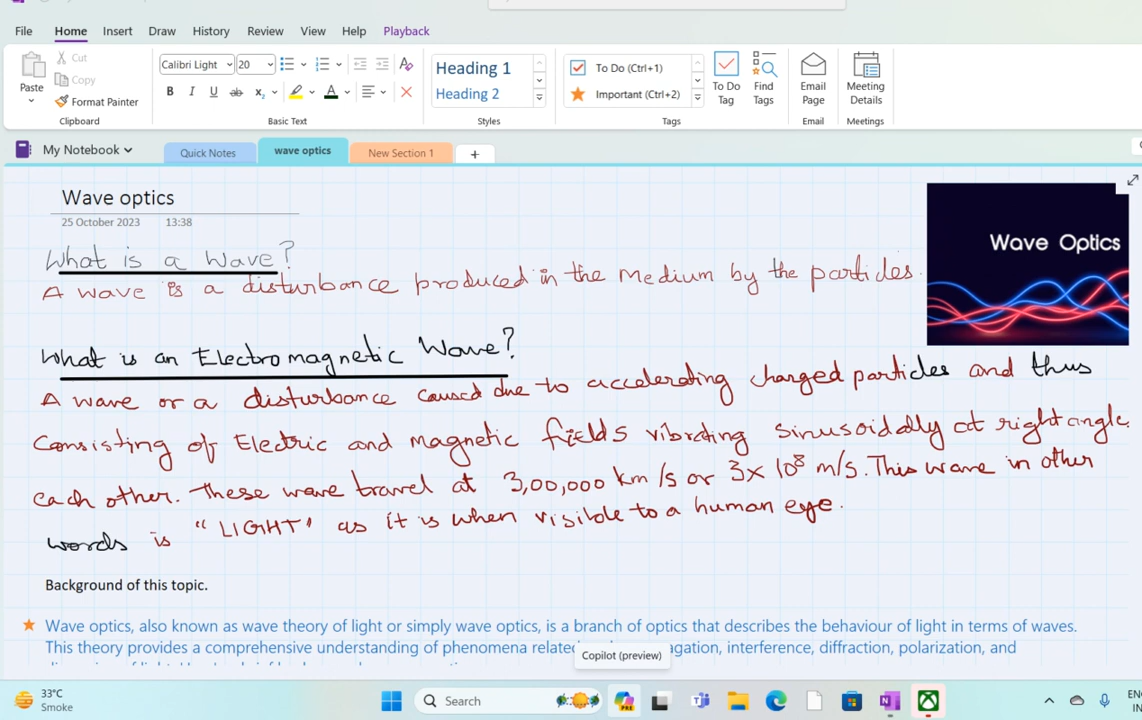 File Home Insert Draw History Review View Help Playback
Paste
Cut
Copy
Format Painter
Clipboard
Calibri Light 20
B I U ab x₂ A
Basic Text
Heading 1
Heading 2
Styles
To Do (Ctrl+1)
Important (Ctrl+2)
To Do Tag
Find Tags
Tags
Email Page
Email
Meeting Details
Meetings
My Notebook Quick Notes wave optics New Section 1 +
Wave optics
25 October 2023 13:38
Wave Optics
What is a Wave?
A wave is a disturbance produced in the medium by the particles.
What is an Electromagnetic Wave?
A wave or a disturbance caused due to accelerating charged particles and thus
Consisting of Electric and magnetic fields vibrating sinusoidally at right angle
each other. These wave travel at 3,00,000 km/s or 3x10⁸ m/s. This wave in other
words is "LIGHT" as it is when visible to a human eye.
Background of this topic.
Wave optics, also known as wave theory of light or simply wave optics, is a branch of optics that describes the behaviour of light in terms of waves.
This theory provides a comprehensive understanding of phenomena related agation, interference, diffraction, polarization, and
Copilot (preview)
33°C
Smoke
Search
PRE